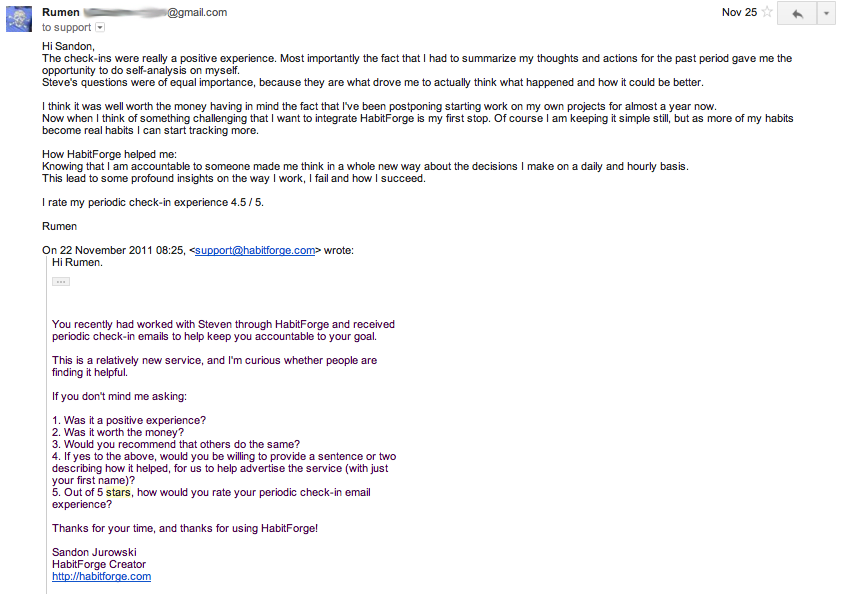 Rumen @gmail.com Nov 25
to support
Hi Sandon,
The check-ins were really a positive experience. Most importantly the fact that I had to summarize my thoughts and actions for the past period gave me the
opportunity to do self-analysis on myself.
Steve's questions were of equal importance, because they are what drove me to actually think what happened and how it could be better.
I think it was well worth the money having in mind the fact that I've been postponing starting work on my own projects for almost a year now.
Now when I think of something challenging that I want to integrate HabitForge is my first stop. Of course I am keeping it simple still, but as more of my habits
become real habits I can start tracking more.
How HabitForge helped me:
Knowing that I am accountable to someone made me think in a whole new way about the decisions I make on a daily and hourly basis.
This lead to some profound insights on the way I work, I fail and how I succeed.
I rate my periodic check-in experience 4.5 / 5.
Rumen
On 22 November 2011 08:25, <support@habitforge.com> wrote:
Hi Rumen.
You recently had worked with Steven through HabitForge and received
periodic check-in emails to help keep you accountable to your goal.
This is a relatively new service, and I'm curious whether people are
finding it helpful.
If you don't mind me asking:
1. Was it a positive experience?
2. Was it worth the money?
3. Would you recommend that others do the same?
4. If yes to the above, would you be willing to provide a sentence or two
describing how it helped, for us to help advertise the service (with just
your first name)?
5. Out of 5 stars, how would you rate your periodic check-in email
experience?
Thanks for your time, and thanks for using HabitForge!
Sandon Jurowski
HabitForge Creator
http://habitforge.com